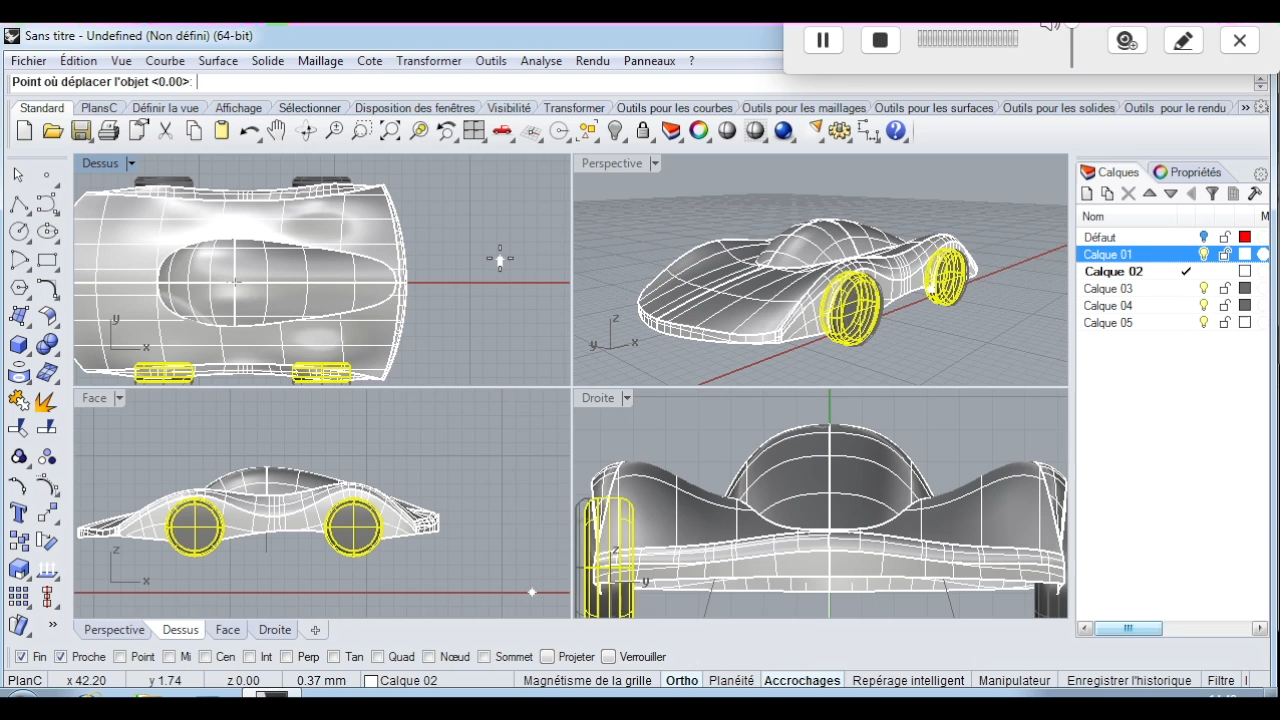 Sans titre - Undefined (Non défini) (64-bit)
Fichier Édition Vue Courbe Surface Solide Maillage Cote Transformer Outils Analyse Rendu Panneaux ?
Point où déplacer l'objet <0.00>:
Standard PlansC Définir la vue Affichage Sélectionner Disposition des fenêtres Visibilité Transformer Outils pour les courbes Outils pour les maillages Outils pour les surfaces Outils pour les solides Outils pour le rendu »
Dessus
Perspective
Calques Propriétés
Nom M
Défaut
Calque 01
Calque 02
Calque 03
Calque 04
Calque 05
y x
z y x
Face
Droite
z x
z y
Perspective Dessus Face Droite
»
Fin Proche Point Mi Cen Int Perp Tan Quad Nœud Sommet Projeter Verrouiller
PlanC x 42.20 y 1.74 z 0.00 0.37 mm Calque 02 Magnétisme de la grille Ortho Planéité Accrochages Repérage intelligent Manipulateur Enregistrer l'historique Filtre